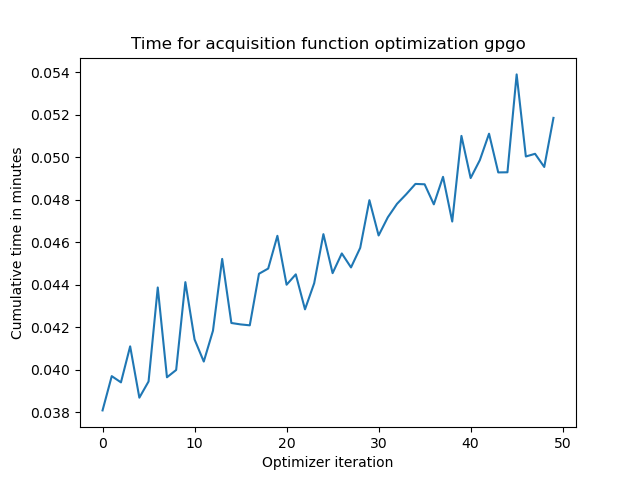 Time for acquisition function optimization gpgo
0.054
0.052
0.050
0.048
0.046
0.044
0.042
0.040
0.038
Cumulative time in minutes
0 10 20 30 40 50
Optimizer iteration